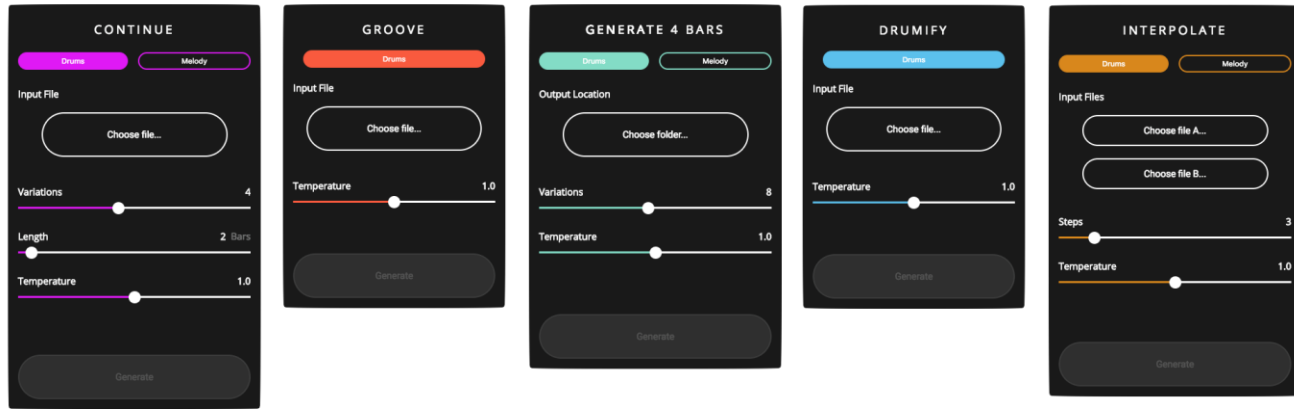 CONTINUE
Drums Melody
Input File
Choose file...
Variations 4
Length 2 Bars
Temperature 1.0
Generate
GROOVE
Drums
Input File
Choose file...
Temperature 1.0
Generate
GENERATE 4 BARS
Drums Melody
Output Location
Choose folder...
Variations 8
Temperature 1.0
Generate
DRUMIFY
Drums
Input File
Choose file...
Temperature 1.0
Generate
INTERPOLATE
Drums Melody
Input Files
Choose file A...
Choose file B...
Steps 3
Temperature 1.0
Generate